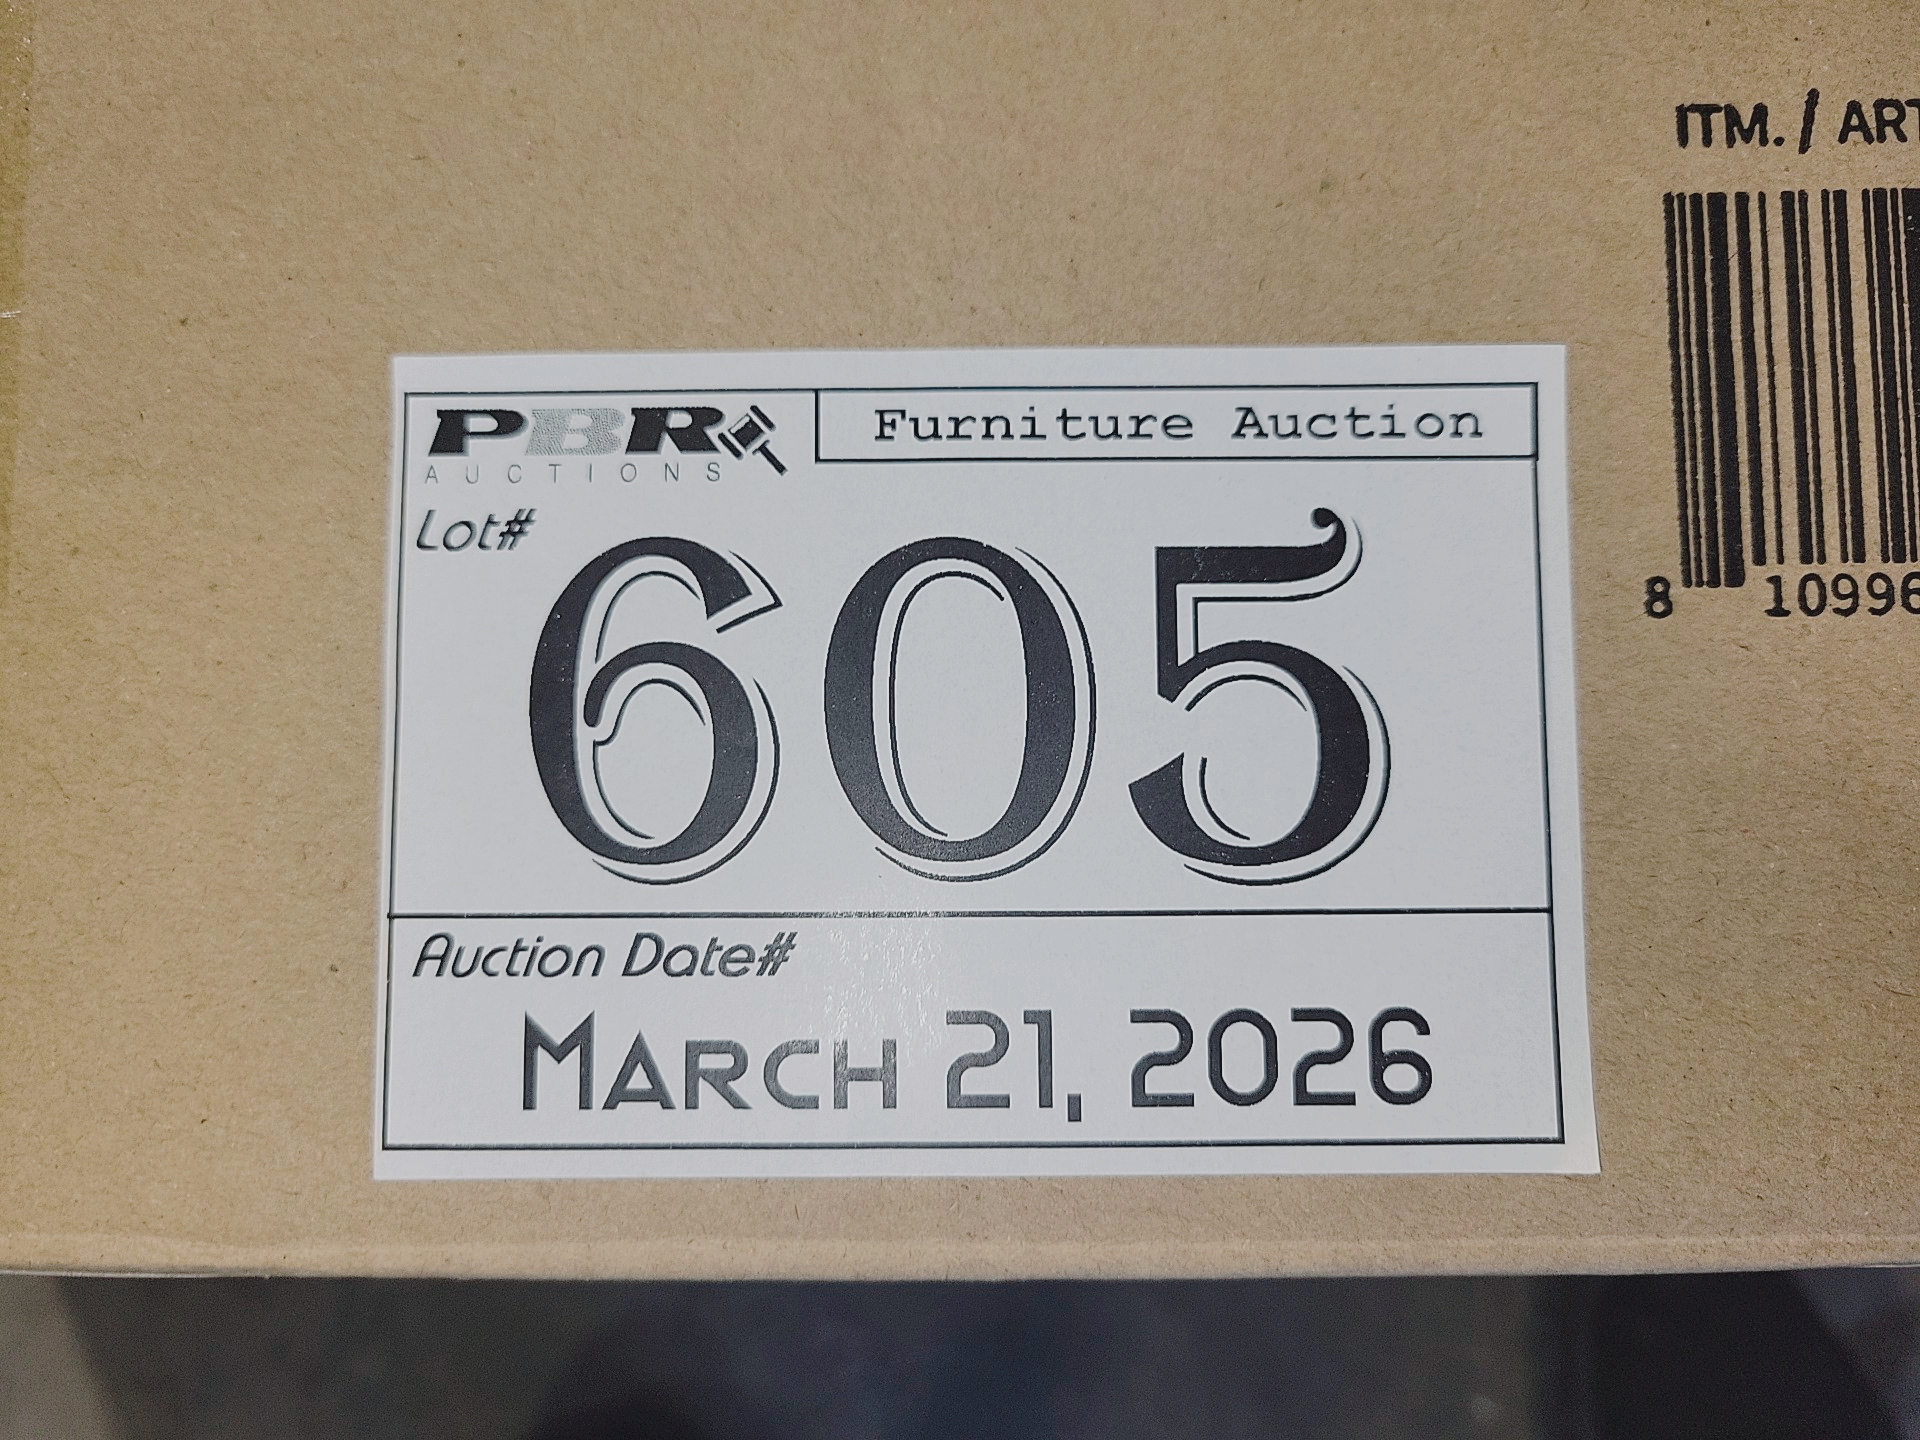 PBR
AUCTIONS
Furniture Auction
Lot#
605
Auction Date#
March 21, 2026
ITM. / ART
8 10996